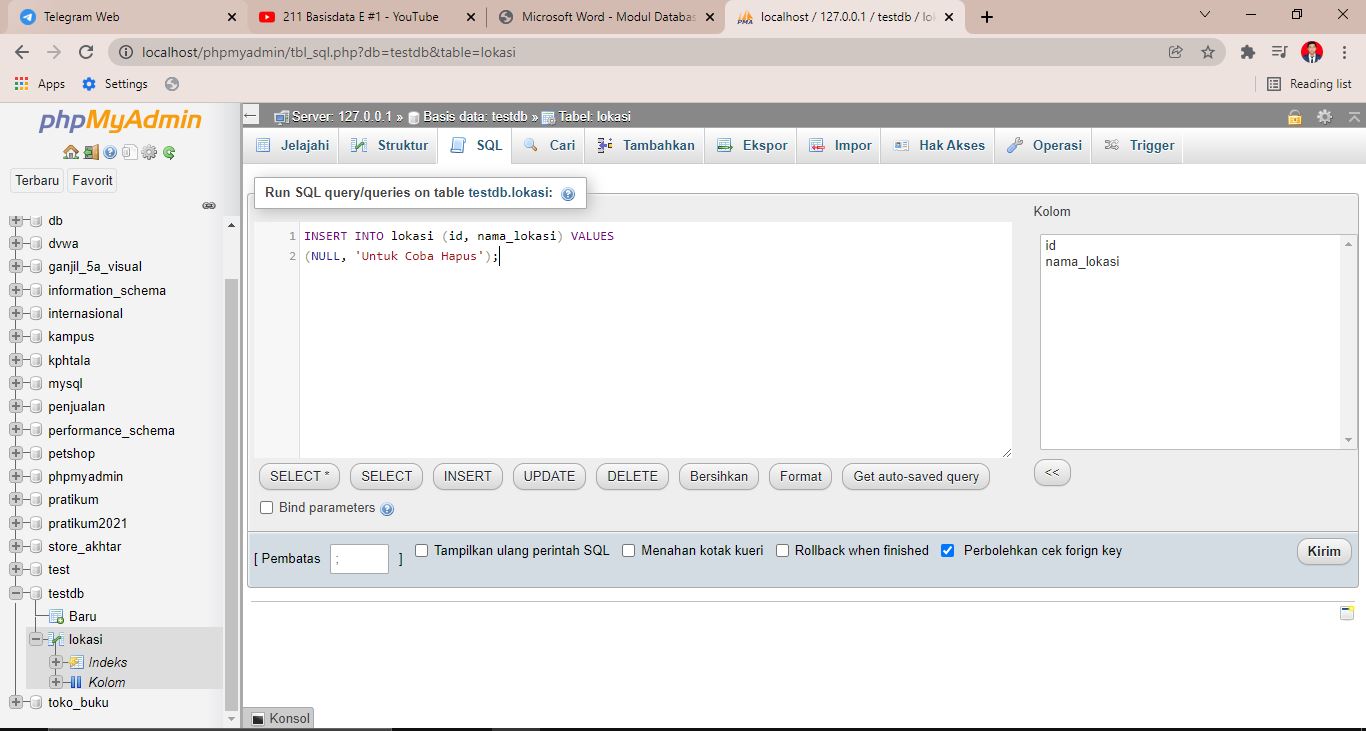 Telegram Web
211 Basisdata E #1 - YouTube
Microsoft Word - Modul Databas
localhost / 127.0.0.1 / testdb / lok
localhost/phpmyadmin/tbl_sql.php?db=testdb&table=lokasi
Apps
Settings
Reading list
phpMyAdmin
Terbaru
Favorit
db
dvwa
ganjil_5a_visual
information_schema
internasional
kampus
kphtala
mysql
penjualan
performance_schema
petshop
phpmyadmin
pratikum
pratikum2021
store_akhtar
test
testdb
Baru
lokasi
Indeks
Kolom
toko_buku
Server: 127.0.0.1 » Basis data: testdb » Tabel: lokasi
Jelajahi
Struktur
SQL
Cari
Tambahkan
Ekspor
Impor
Hak Akses
Operasi
Trigger
Run SQL query/queries on table testdb.lokasi:
1 INSERT INTO lokasi (id, nama_lokasi) VALUES
2 (NULL, 'Untuk Coba Hapus');
Kolom
id
nama_lokasi
SELECT *
SELECT
INSERT
UPDATE
DELETE
Bersihkan
Format
Get auto-saved query
<<
Bind parameters
[ Pembatas ; ]
Tampilkan ulang perintah SQL
Menahan kotak kueri
Rollback when finished
Perbolehkan cek forign key
Kirim
Konsol